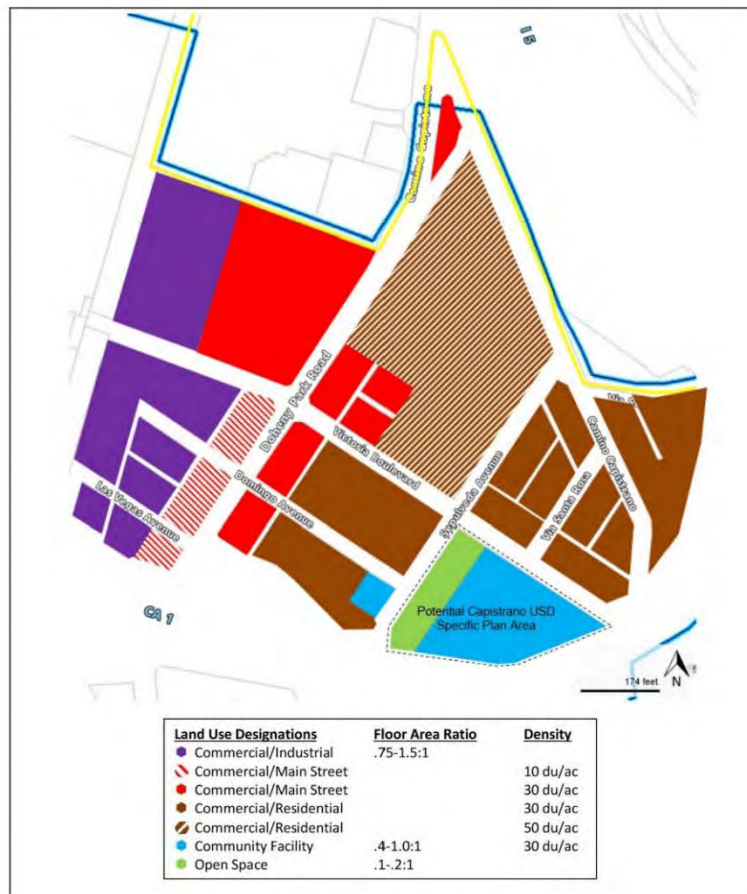 I 5
Camino Capistrano
Doheny Park Road
Victoria Boulevard
Domingo Avenue
Las Vegas Avenue
Sepulveda Avenue
Via Santa Rosa
Camino Capistrano
CA 1
Potential Capistrano USD
Specific Plan Area
174 feet
N
Land Use Designations Floor Area Ratio Density
Commercial/Industrial .75-1.5:1
Commercial/Main Street 10 du/ac
Commercial/Main Street 30 du/ac
Commercial/Residential 30 du/ac
Commercial/Residential 50 du/ac
Community Facility .4-1.0:1 30 du/ac
Open Space .1-.2:1